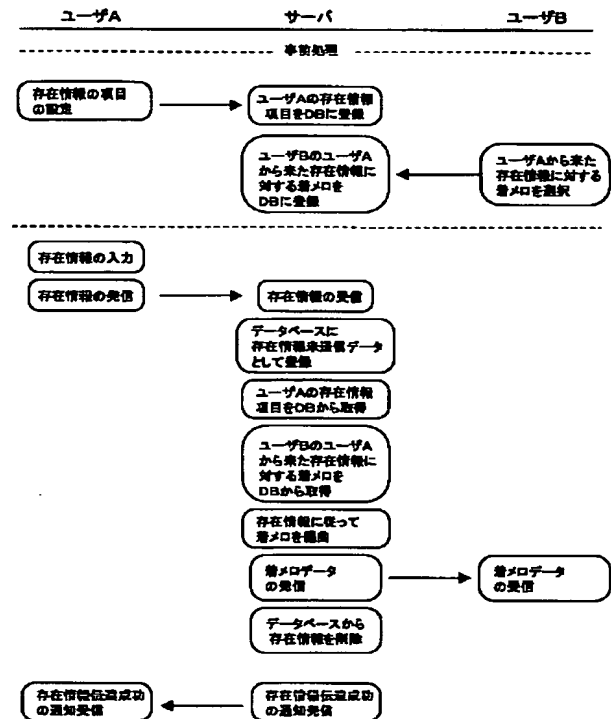 ユーザA
サーバ
ユーザB
事前処理
存在情報の項目
の設定
ユーザAの存在情報
項目をDBに登録
ユーザBのユーザA
から来た存在情報に
対する着メロを
DBに登録
ユーザAから来た
存在情報に対する
着メロを選択
存在情報の入力
存在情報の発信
存在情報の受信
データベースに
存在情報未送信データ
として登録
ユーザAの存在情報
項目をDBから取得
ユーザBのユーザA
から来た存在情報に
対する着メロを
DBから取得
存在情報に従って
着メロを編曲
着メロデータ
の発信
着メロデータ
の受信
データベースから
存在情報を削除
存在情報伝達成功
の通知受信
存在情報伝達成功
の通知発信